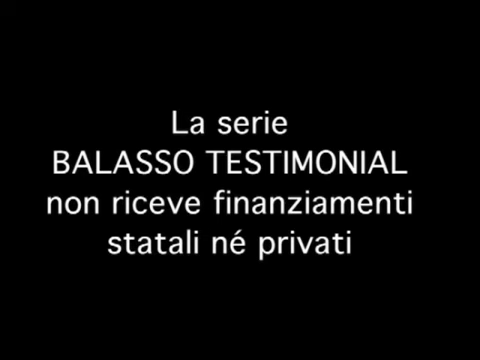 La serie
BALASSO TESTIMONIAL
non riceve finanziamenti
statali né privati